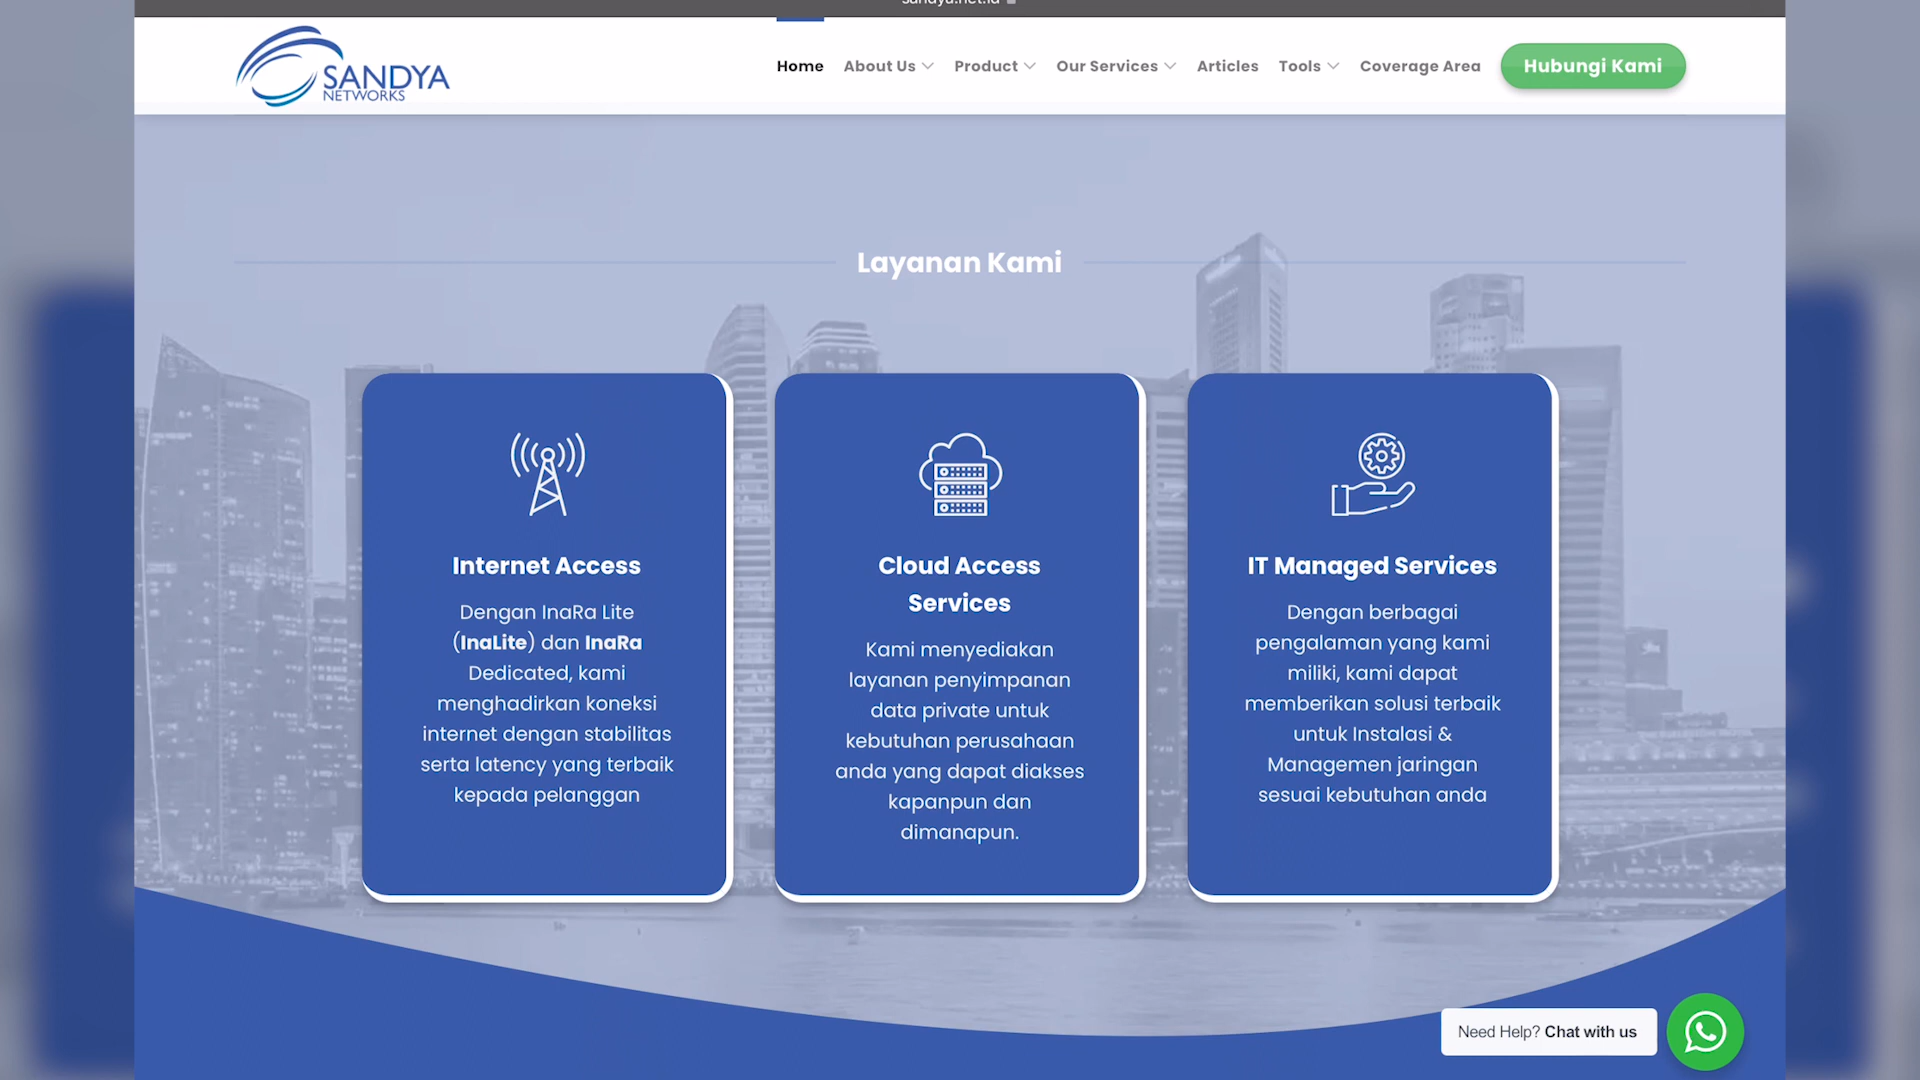 sandya.net.id
SANDYA
NETWORKS
Home About Us Product Our Services Articles Tools Coverage Area Hubungi Kami
Layanan Kami
Internet Access
Dengan InaRa Lite
(InaLite) dan InaRa
Dedicated, kami
menghadirkan koneksi
internet dengan stabilitas
serta latency yang terbaik
kepada pelanggan
Cloud Access
Services
Kami menyediakan
layanan penyimpanan
data private untuk
kebutuhan perusahaan
anda yang dapat diakses
kapanpun dan
dimanapun.
IT Managed Services
Dengan berbagai
pengalaman yang kami
miliki, kami dapat
memberikan solusi terbaik
untuk Instalasi &
Managemen jaringan
sesuai kebutuhan anda
Need Help? Chat with us